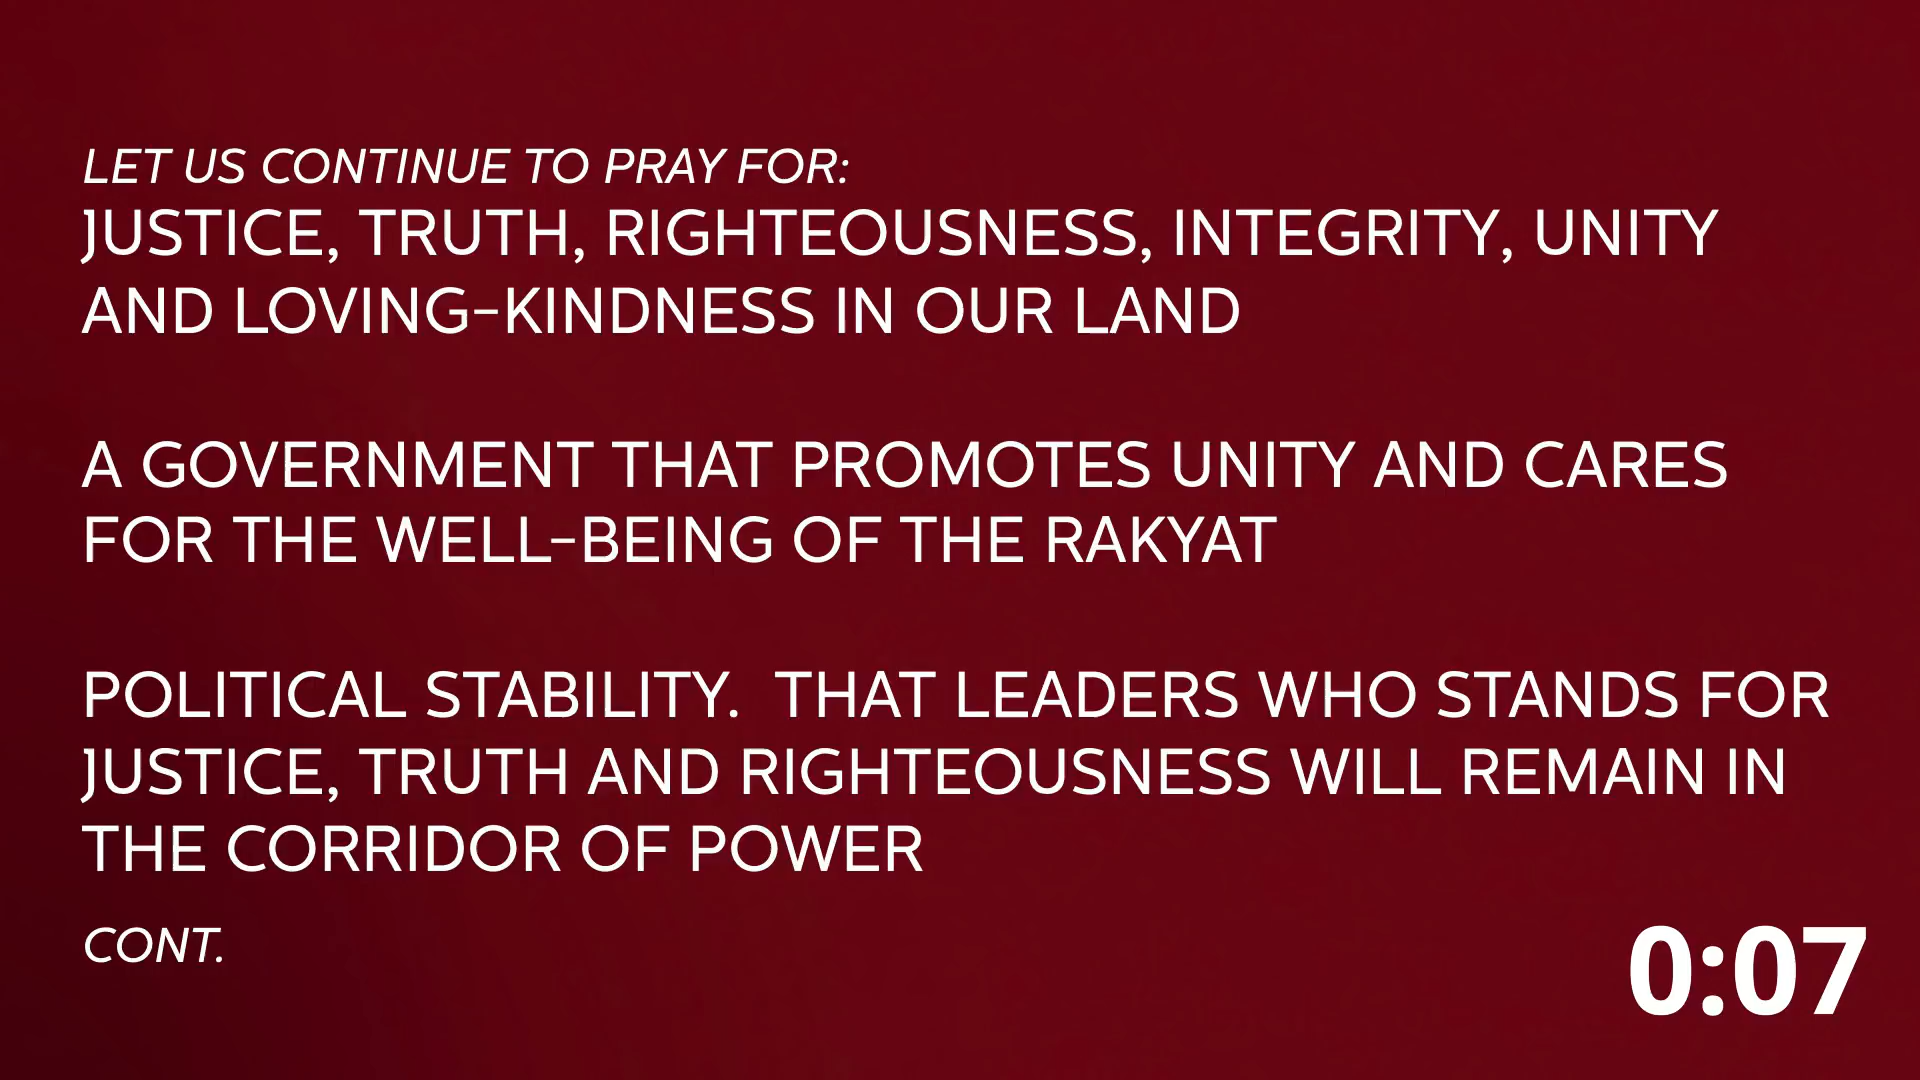 LET US CONTINUE TO PRAY FOR:
JUSTICE, TRUTH, RIGHTEOUSNESS, INTEGRITY, UNITY
AND LOVING-KINDNESS IN OUR LAND
A GOVERNMENT THAT PROMOTES UNITY AND CARES
FOR THE WELL-BEING OF THE RAKYAT
POLITICAL STABILITY.  THAT LEADERS WHO STANDS FOR
JUSTICE, TRUTH AND RIGHTEOUSNESS WILL REMAIN IN
THE CORRIDOR OF POWER
CONT.
0:07